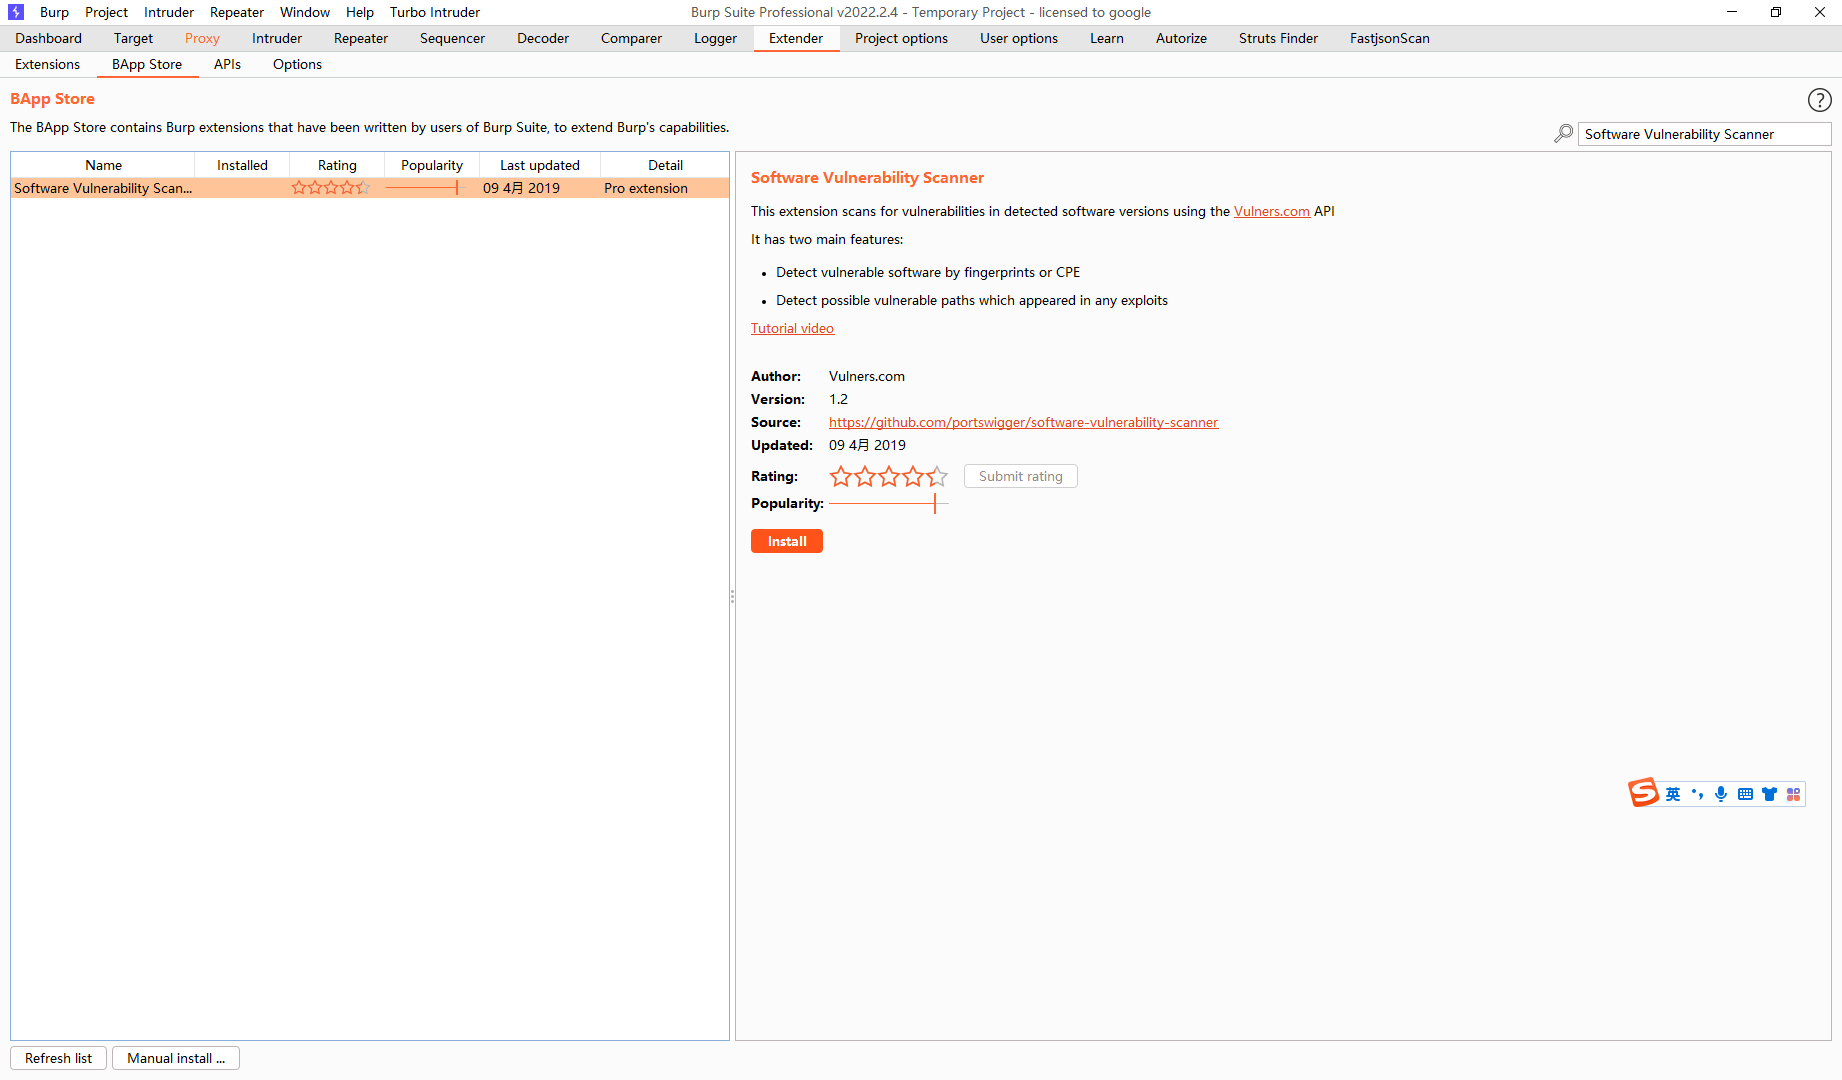 Burp Project Intruder Repeater Window Help Turbo Intruder Burp Suite Professional v2022.2.4 - Temporary Project - licensed to google
Dashboard Target Proxy Intruder Repeater Sequencer Decoder Comparer Logger Extender Project options User options Learn Autorize Struts Finder FastjsonScan
Extensions BApp Store APIs Options
BApp Store
?
The BApp Store contains Burp extensions that have been written by users of Burp Suite, to extend Burp's capabilities.
Software Vulnerability Scanner
Name Installed Rating Popularity Last updated Detail
Software Vulnerability Scan... 09 4月 2019 Pro extension
Software Vulnerability Scanner
This extension scans for vulnerabilities in detected software versions using the Vulners.com API
It has two main features:
• Detect vulnerable software by fingerprints or CPE
• Detect possible vulnerable paths which appeared in any exploits
Tutorial video
Author: Vulners.com
Version: 1.2
Source: https://github.com/portswigger/software-vulnerability-scanner
Updated: 09 4月 2019
Rating: Submit rating
Popularity:
Install
S 英
Refresh list Manual install ...